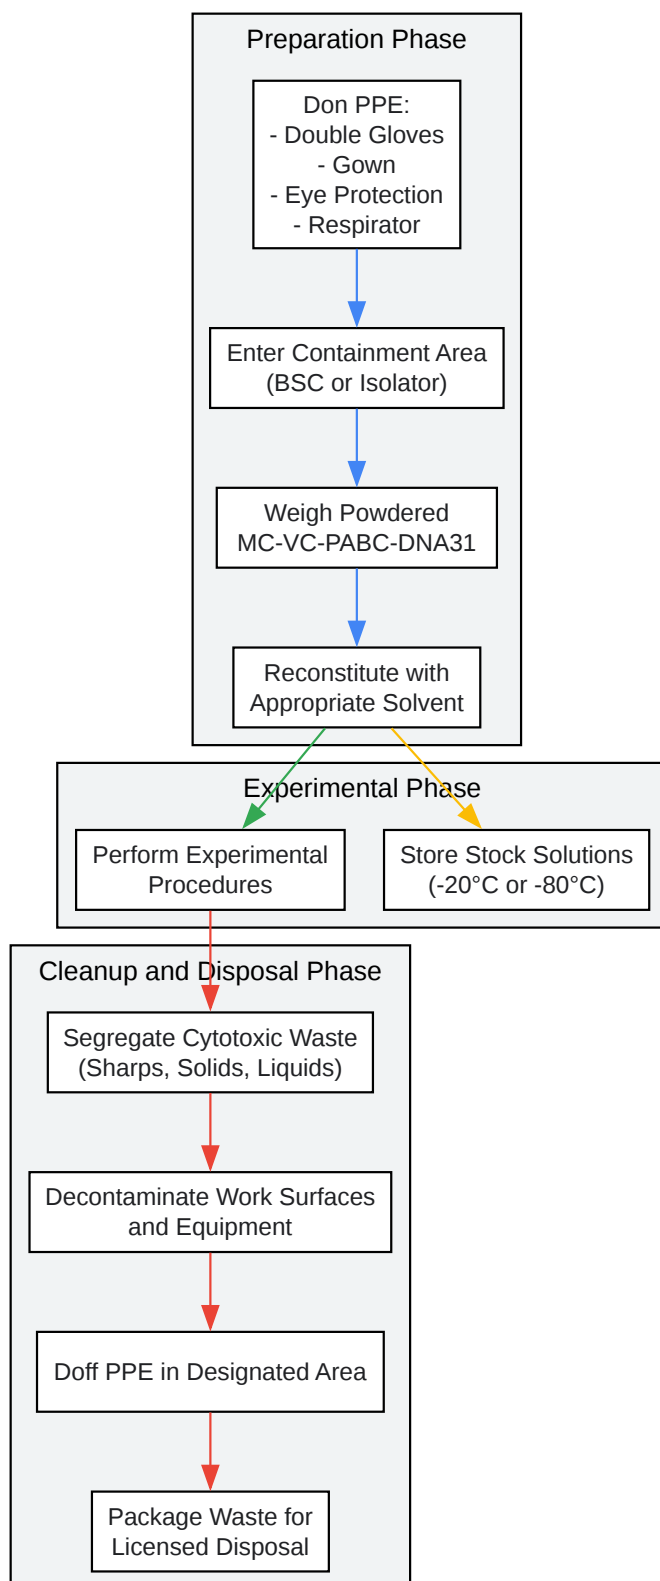 Preparation Phase
Don PPE:
- Double Gloves
- Gown
- Eye Protection
- Respirator
Enter Containment Area
(BSC or Isolator)
Weigh Powdered
MC-VC-PABC-DNA31
Reconstitute with
Appropriate Solvent
Experimental Phase
Perform Experimental
Procedures
Store Stock Solutions
(-20°C or -80°C)
Cleanup and Disposal Phase
Segregate Cytotoxic Waste
(Sharps, Solids, Liquids)
Decontaminate Work Surfaces
and Equipment
Doff PPE in Designated Area
Package Waste for
Licensed Disposal